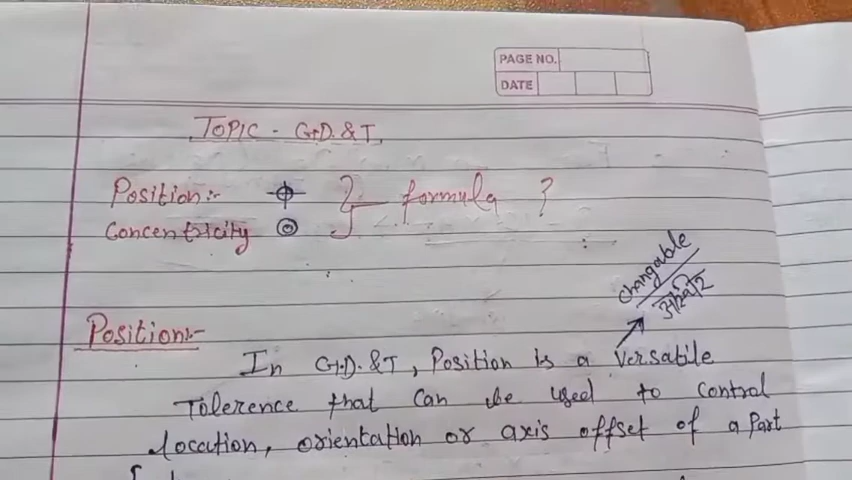 PAGE NO.
DATE
TOPIC - G.D.&T.
Position:- ⌖ } formula ?
Concentricity ◎
changable
Position:-
In G.D.&T, Position is a Versatile
Tolerence that can be used to control
location, orientation or axis offset of a Part